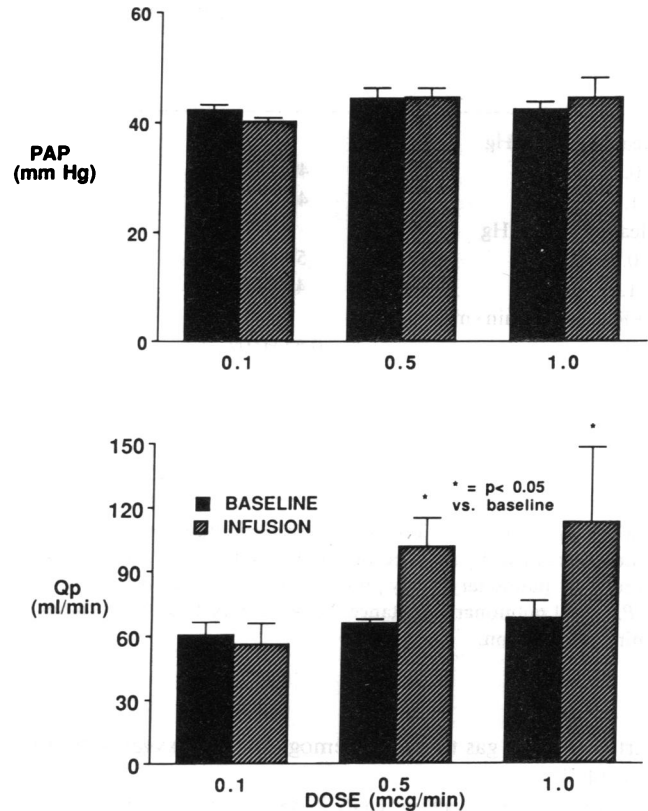 60
40
20
0
PAP
(mm Hg)
0.1 0.5 1.0
150
120
90
60
30
0
Qp
(ml/min)
BASELINE
INFUSION
*
* = p< 0.05
vs. baseline
*
0.1 0.5 1.0
DOSE (mcg/min)